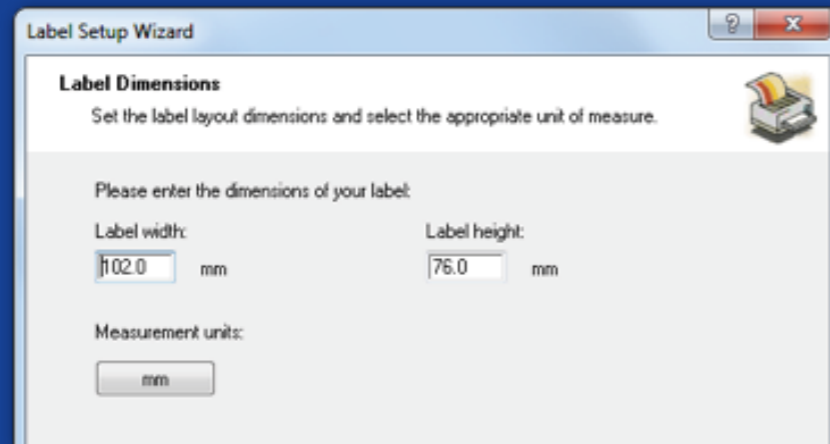 Label Setup Wizard
Label Dimensions
Set the label layout dimensions and select the appropriate unit of measure.
Please enter the dimensions of your label:
Label width: Label height:
102.0 mm 76.0 mm
Measurement units:
mm